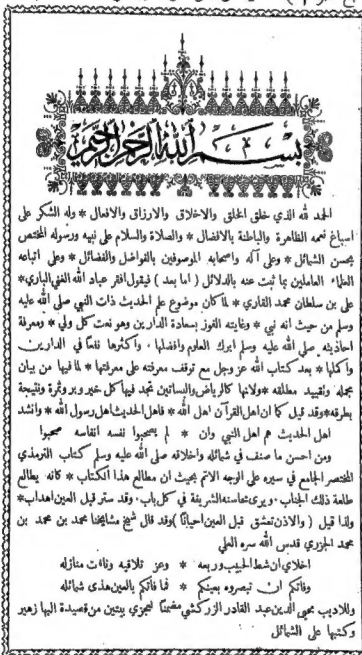 بسم الله الرحمن الرحيم
الحمد لله الذي خلق الخلق والاخلاق والارزاق والافعال * وله الشكر على
اسباغ نعمه الظاهرة والباطنة بالافضال * والصلاة والسلام على نبيه ورسوله المختص
بحسن الشمائل * وعلى آله واصحابه الموصوفين بالفواضل والفضائل * وعلى اتباعه
العلماء العاملين بما ثبت عنه بالدلائل ( اما بعد ) فيقول افقر عباد الله الغني الباري *
علي بن سلطان محمد القاري * لما كان موضوع علم الحديث ذات النبي صلى الله عليه
وسلم من حيث انه نبي * وغايته الفوز بسعادة الدارين وهو نعت كل ولي * ومعرفة
احاديثه صلى الله عليه وسلم ابرك العلوم وافضلها * واكثرها نفعا في الدارين
واكملها * بعد كتاب الله عز وجل مع توقف معرفته على معرفتها * لما فيها من بيان
مجمله وتقييد مطلقه * ولانها كالرياض والبساتين تجد فيها كل خير وبر وثمرة ونتيجة
بطرقه * وقد قيل كما ان اهل القرآن اهل الله * فاهل الحديث اهل رسول الله * وانشد
اهل الحديث هم اهل النبي وان * لم يصحبوا نفسه انفاسه صحبوا
ومن احسن ما صنف في شمائله واخلاقه صلى الله عليه وسلم كتاب الترمذي
المختصر الجامع في سيره على الوجه الاتم بحيث ان مطالع هذا الكتاب * كانه يطالع
طلعة ذلك الجناب * ويرى محاسنه الشريفة في كل باب * وقد ستر قبل العين اهداب *
ولذا قيل ( والاذن تعشق قبل العين احيانا ) وقد قال شيخ مشايخنا محمد بن محمد بن
محمد الجزري قدس الله سره العلي
اخلاي ان شط الحبيب وربعه * وعز تلاقيه وناءت منازله
وفاتكم ان تبصروه بعينكم * فما فاتكم بالعين هذي شمائله
وللاديب محيي الدين عبد القادر الزركشي مضمنا لعجزي بيتين من قصيدة البها زهير
وكتبها على الشمائل